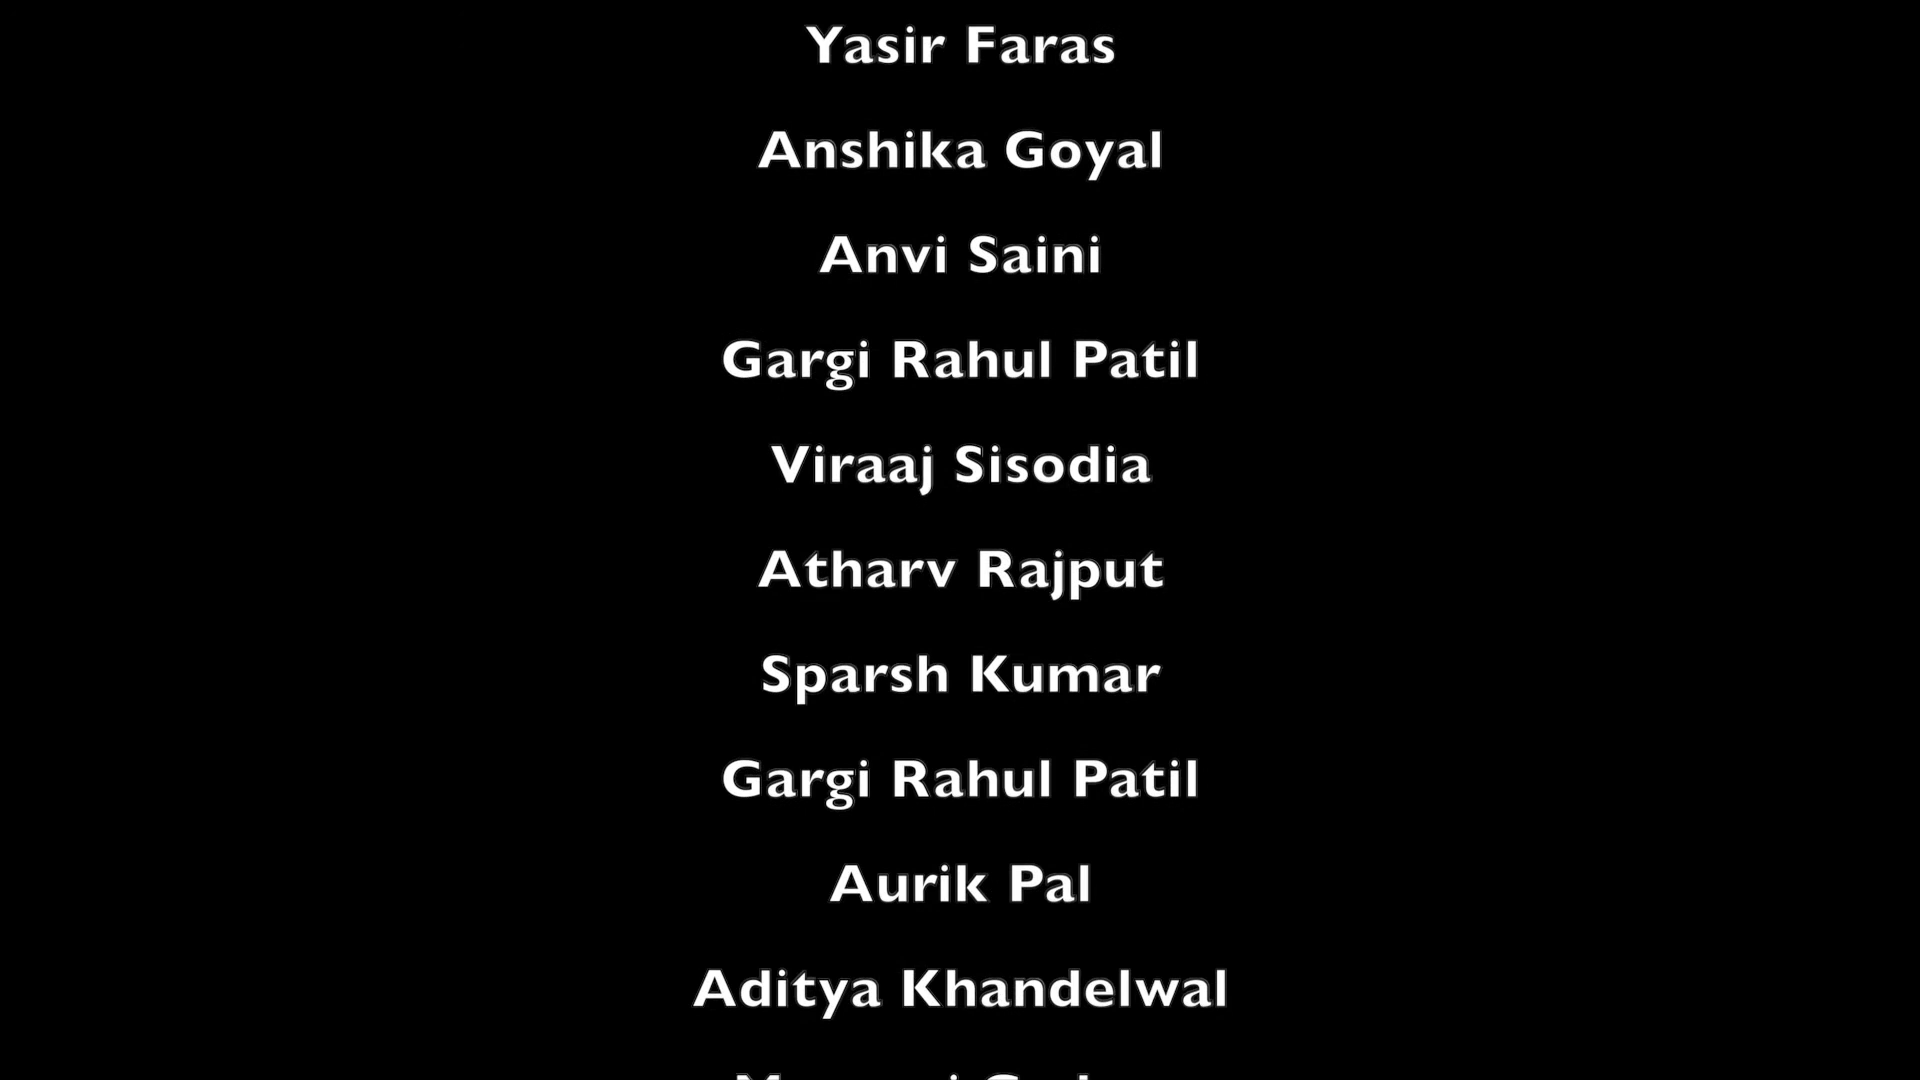 Yasir Faras
Anshika Goyal
Anvi Saini
Gargi Rahul Patil
Viraaj Sisodia
Atharv Rajput
Sparsh Kumar
Gargi Rahul Patil
Aurik Pal
Aditya Khandelwal